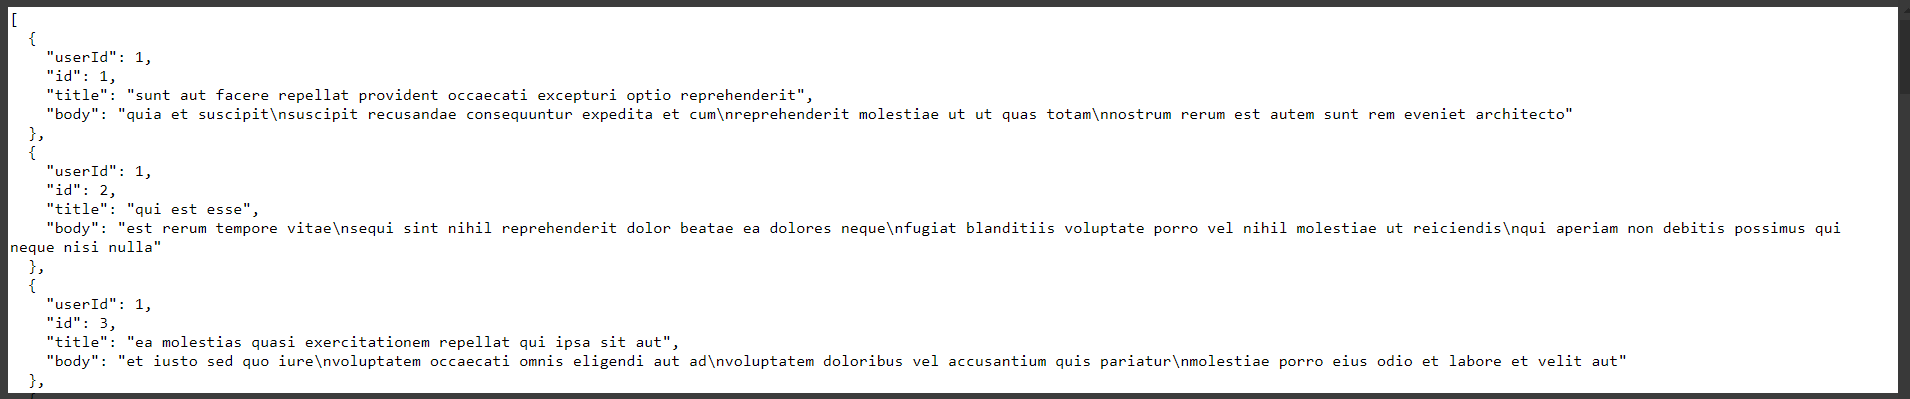 [
  {
    "userId": 1,
    "id": 1,
    "title": "sunt aut facere repellat provident occaecati excepturi optio reprehenderit",
    "body": "quia et suscipit\nsuscipit recusandae consequuntur expedita et cum\nreprehenderit molestiae ut ut quas totam\nnostrum rerum est autem sunt rem eveniet architecto"
  },
  {
    "userId": 1,
    "id": 2,
    "title": "qui est esse",
    "body": "est rerum tempore vitae\nsequi sint nihil reprehenderit dolor beatae ea dolores neque\nfugiat blanditiis voluptate porro vel nihil molestiae ut reiciendis\nqui aperiam non debitis possimus qui
neque nisi nulla"
  },
  {
    "userId": 1,
    "id": 3,
    "title": "ea molestias quasi exercitationem repellat qui ipsa sit aut",
    "body": "et iusto sed quo iure\nvoluptatem occaecati omnis eligendi aut ad\nvoluptatem doloribus vel accusantium quis pariatur\nmolestiae porro eius odio et labore et velit aut"
  },